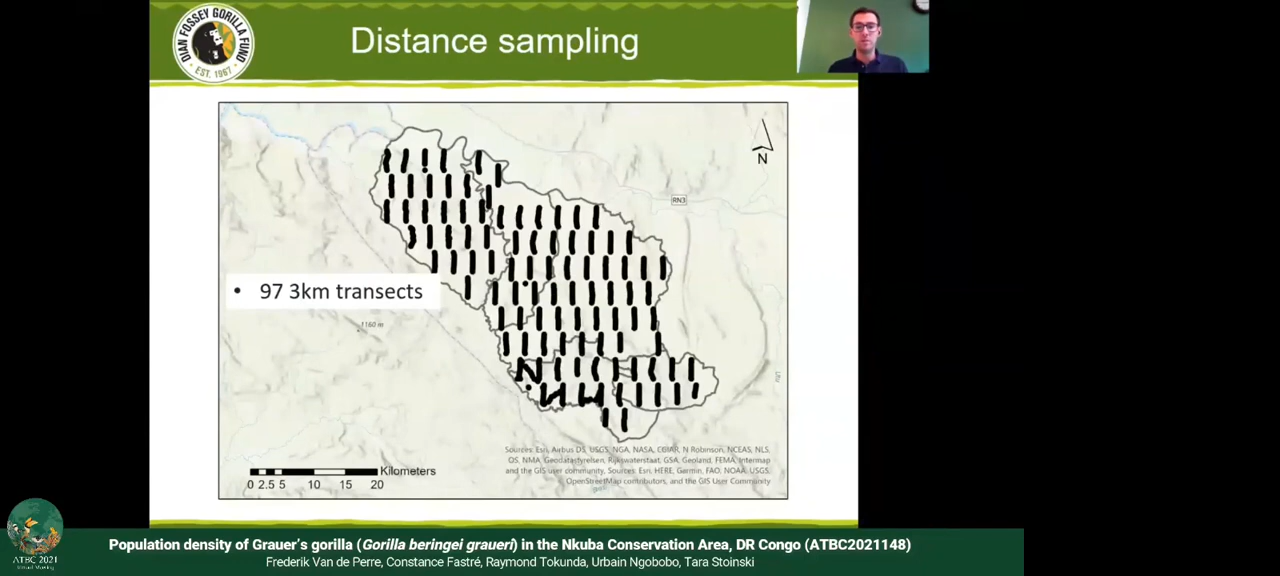 DIAN FOSSEY GORILLA FUND
EST. 1967
Distance sampling
N
RN3
• 97 3km transects
1160 m
Sources: Esri, Airbus DS, USGS, NGA, NASA, CGIAR, N Robinson, NCEAS, NLS,
OS, NMA, Geodatastyrelsen, Rijkswaterstaat, GSA, Geoland, FEMA, Intermap
and the GIS user community, Sources: Esri, HERE, Garmin, FAO, NOAA, USGS,
OpenStreetMap contributors, and the GIS User Community
Kilometers
0 2.5 5 10 15 20
ATBC 2021
Population density of Grauer's gorilla (Gorilla beringei graueri) in the Nkuba Conservation Area, DR Congo (ATBC2021148)
Frederik Van de Perre, Constance Fastré, Raymond Tokunda, Urbain Ngobobo, Tara Stoinski